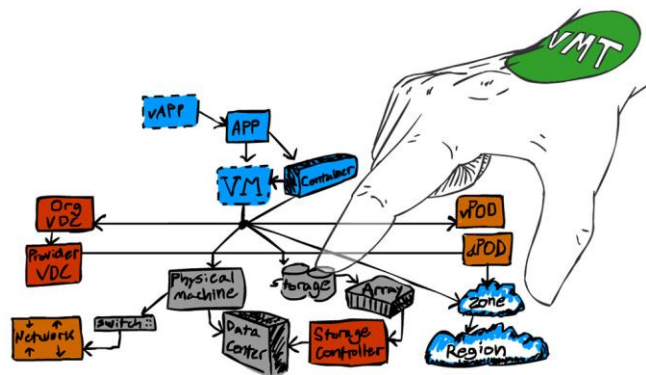 VMT
vAPP
APP
VM
Container
Org
VDC
vPOD
Provider
VDC
dPOD
Physical
machine
Storage
Array
Zone
Network
Switch ::
Data
Center
Storage
Controller
Region